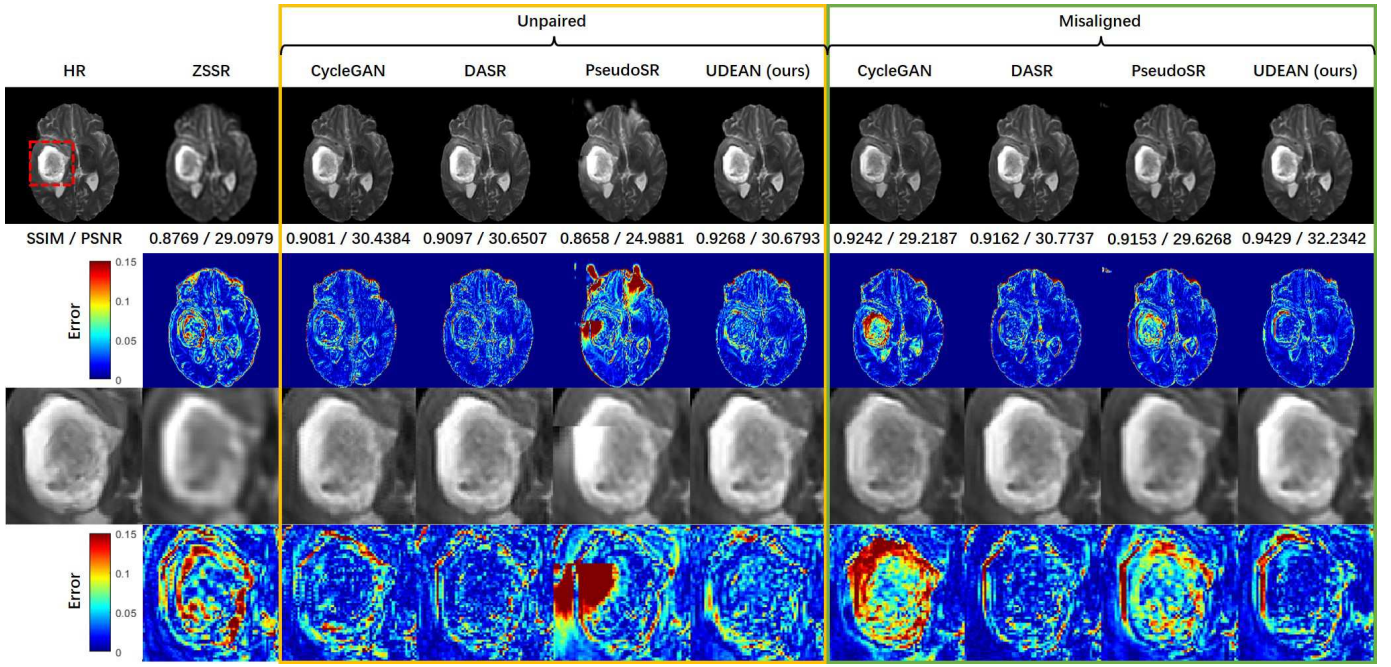 Unpaired Misaligned
HR ZSSR CycleGAN DASR PseudoSR UDEAN (ours) CycleGAN DASR PseudoSR UDEAN (ours)
SSIM / PSNR 0.8769 / 29.0979 0.9081 / 30.4384 0.9097 / 30.6507 0.8658 / 24.9881 0.9268 / 30.6793 0.9242 / 29.2187 0.9162 / 30.7737 0.9153 / 29.6268 0.9429 / 32.2342
Error
0.15
0.1
0.05
0
Error
0.15
0.1
0.05
0